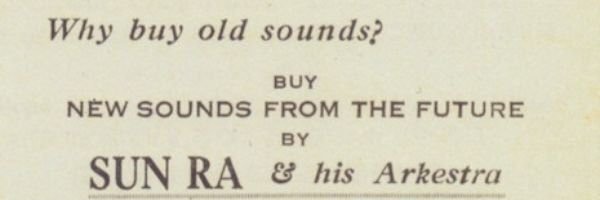 Why buy old sounds?
BUY
NEW SOUNDS FROM THE FUTURE
BY
SUN RA & his Arkestra